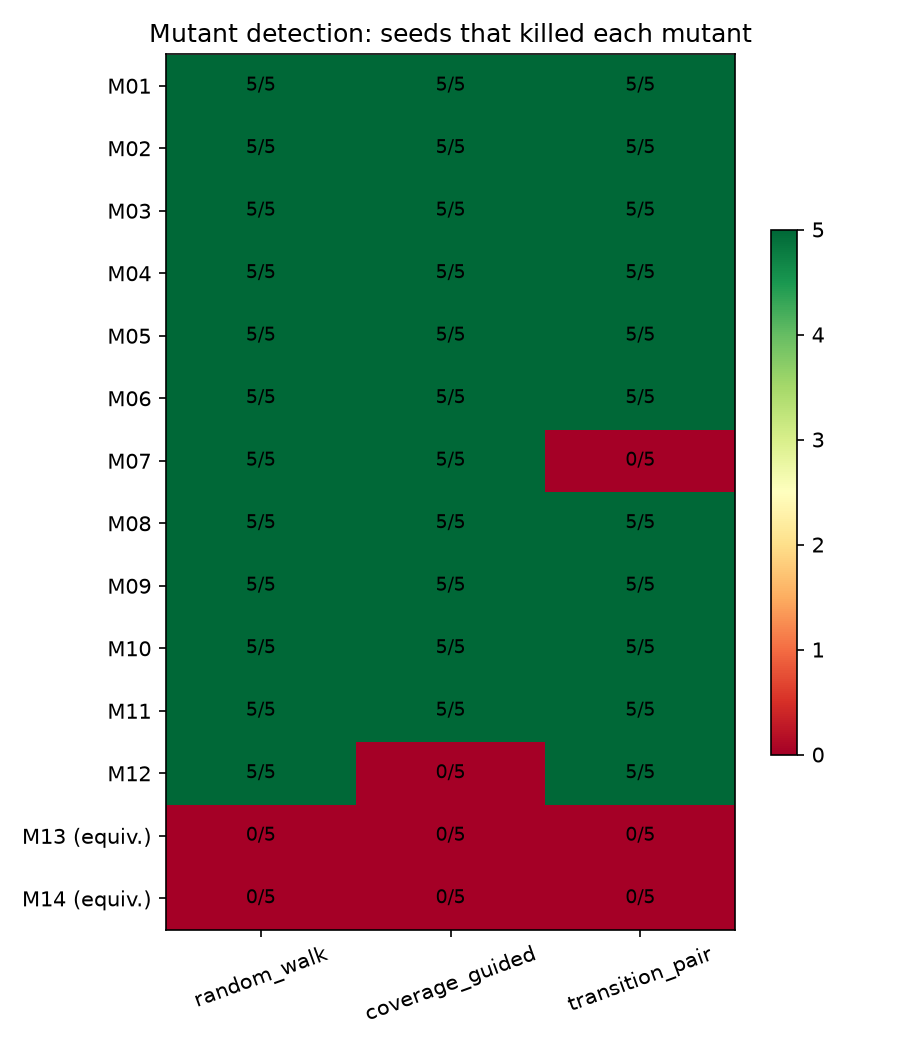 Mutant detection: seeds that killed each mutant
M01 5/5 5/5 5/5
M02 5/5 5/5 5/5
M03 5/5 5/5 5/5
M04 5/5 5/5 5/5
M05 5/5 5/5 5/5
M06 5/5 5/5 5/5
M07 5/5 5/5 0/5
M08 5/5 5/5 5/5
M09 5/5 5/5 5/5
M10 5/5 5/5 5/5
M11 5/5 5/5 5/5
M12 5/5 0/5 5/5
M13 (equiv.) 0/5 0/5 0/5
M14 (equiv.) 0/5 0/5 0/5
random_walk coverage_guided transition_pair
5
4
3
2
1
0